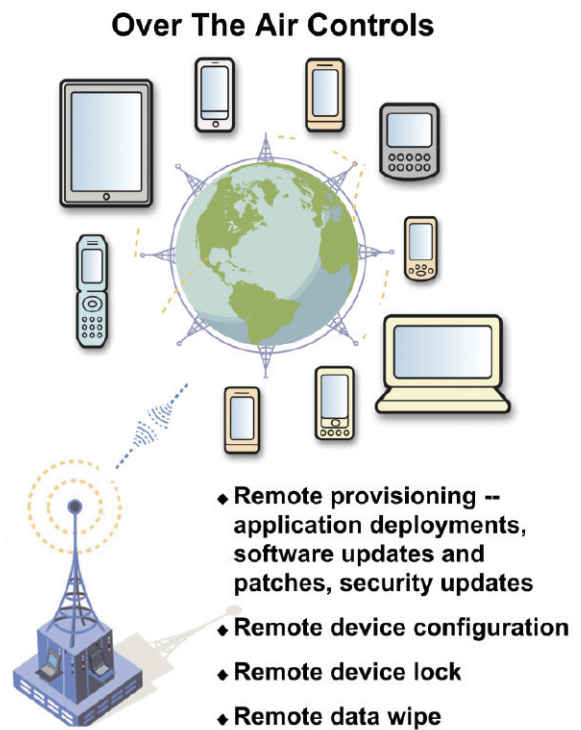 Over The Air Controls
◆ Remote provisioning --
application deployments,
software updates and
patches, security updates
◆ Remote device configuration
◆ Remote device lock
◆ Remote data wipe